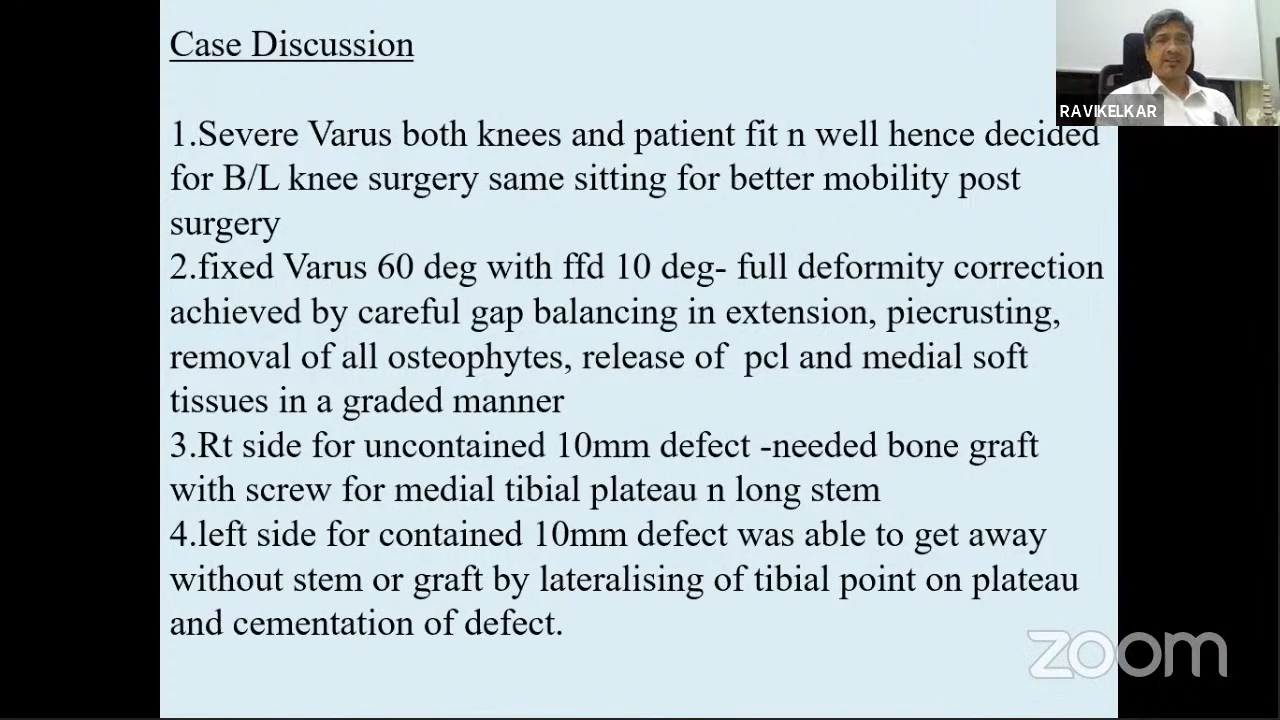 Case Discussion
RAVIKELKAR
1.Severe Varus both knees and patient fit n well hence decided
for B/L knee surgery same sitting for better mobility post
surgery
2.fixed Varus 60 deg with ffd 10 deg- full deformity correction
achieved by careful gap balancing in extension, piecrusting,
removal of all osteophytes, release of pcl and medial soft
tissues in a graded manner
3.Rt side for uncontained 10mm defect -needed bone graft
with screw for medial tibial plateau n long stem
4.left side for contained 10mm defect was able to get away
without stem or graft by lateralising of tibial point on plateau
and cementation of defect.
zoom